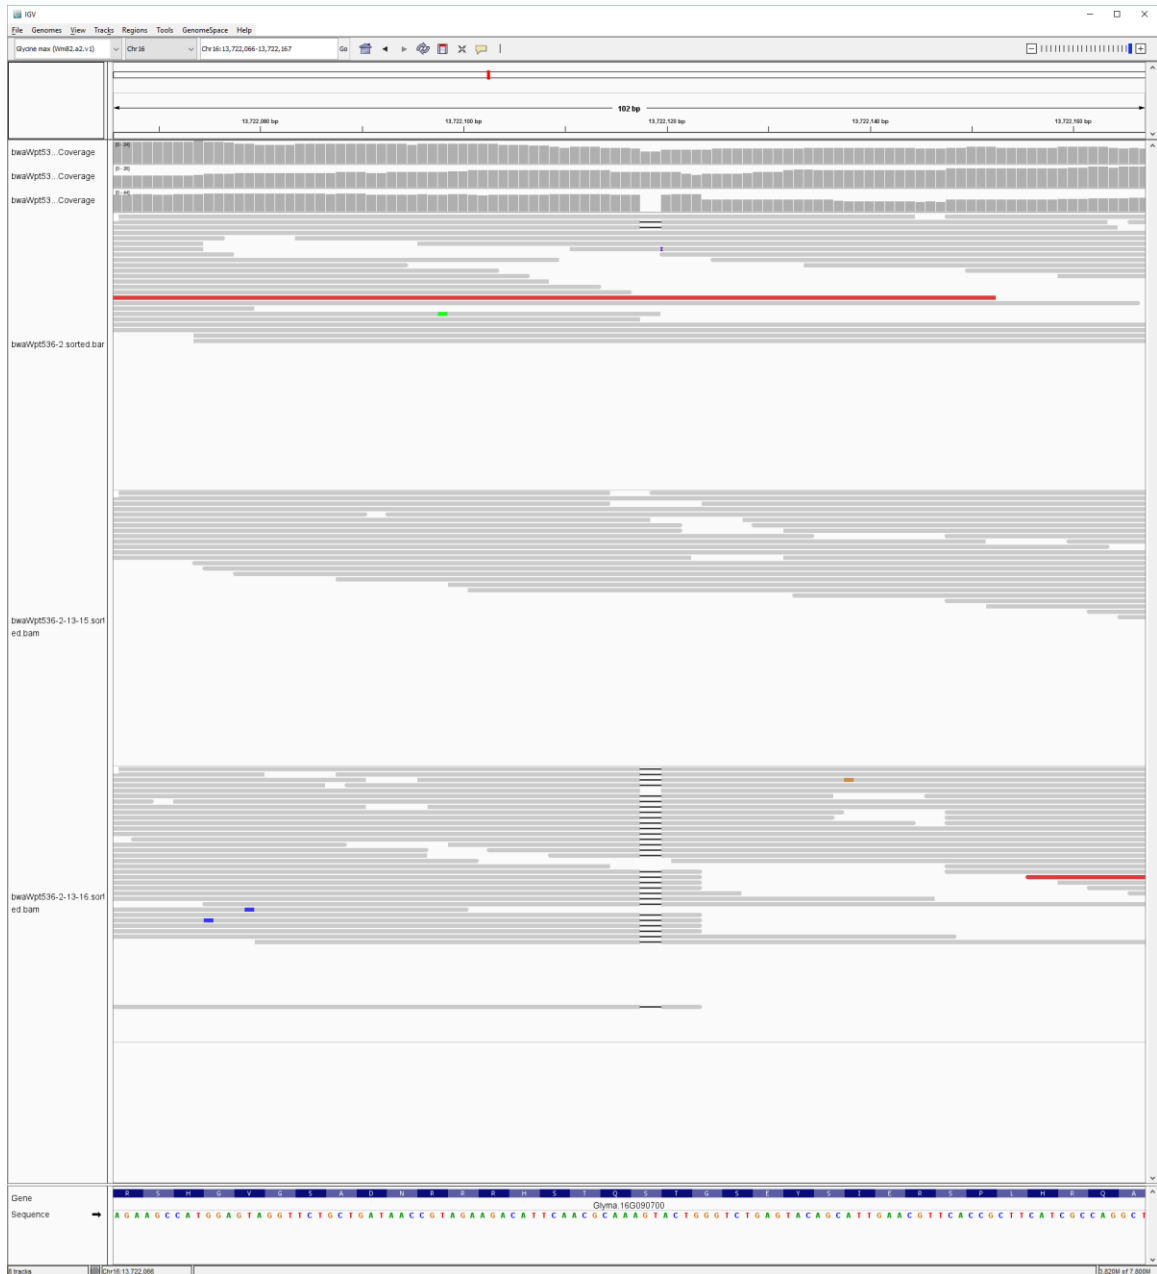 IGV
File Genomes View Tracks Regions Tools GenomeSpace Help
Glycine max (Wm82.a2.v1) Chr16 Chr16:13,722,066-13,722,167 Go
102 bp
13,722,080 bp 13,722,100 bp 13,722,120 bp 13,722,140 bp 13,722,160 bp
bwaWpt53...Coverage
bwaWpt53...Coverage
bwaWpt53...Coverage
bwaWpt536-2.sorted.bar
bwaWpt536-2-13-15.sort
ed.bam
bwaWpt536-2-13-16.sort
ed.bam
Gene R S H G V G S A D N R R R H S T Q S T G S E Y S I E R S P L H R Q A
Glyma.16G090700
Sequence A G A A G C C A T G G A G T A G G T T C T G C T G A T A A C C G T A G A A G A C A T T C A A C G C A A A G T A C T G G G T C T G A G T A C A G C A T T G A A C G T T C A C C G C T T C A T C G C C A G G C T
Chr16:13,722,066